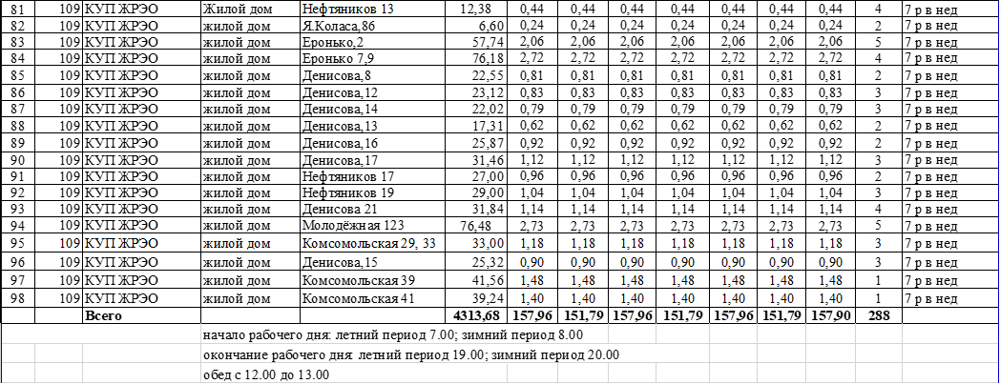 81 109 КУП ЖРЭО Жилой дом Нефтяников 13 12,38 0,44 0,44 0,44 0,44 0,44 0,44 0,44 4 7 р в нед
82 109 КУП ЖРЭО жилой дом Я.Коласа,86 6,60 0,24 0,24 0,24 0,24 0,24 0,24 0,24 2 7 р в нед
83 109 КУП ЖРЭО жилой дом Еронько,2 57,74 2,06 2,06 2,06 2,06 2,06 2,06 2,06 5 7 р в нед
84 109 КУП ЖРЭО жилой дом Еронько 7,9 76,18 2,72 2,72 2,72 2,72 2,72 2,72 2,72 4 7 р в нед
85 109 КУП ЖРЭО жилой дом Денисова,8 22,55 0,81 0,81 0,81 0,81 0,81 0,81 0,81 2 7 р в нед
86 109 КУП ЖРЭО жилой дом Денисова,12 23,12 0,83 0,83 0,83 0,83 0,83 0,83 0,83 3 7 р в нед
87 109 КУП ЖРЭО жилой дом Денисова,14 22,02 0,79 0,79 0,79 0,79 0,79 0,79 0,79 3 7 р в нед
88 109 КУП ЖРЭО жилой дом Денисова,13 17,31 0,62 0,62 0,62 0,62 0,62 0,62 0,62 2 7 р в нед
89 109 КУП ЖРЭО жилой дом Денисова,16 25,87 0,92 0,92 0,92 0,92 0,92 0,92 0,92 2 7 р в нед
90 109 КУП ЖРЭО жилой дом Денисова,17 31,46 1,12 1,12 1,12 1,12 1,12 1,12 1,12 3 7 р в нед
91 109 КУП ЖРЭО жилой дом Нефтяников 17 27,00 0,96 0,96 0,96 0,96 0,96 0,96 0,96 2 7 р в нед
92 109 КУП ЖРЭО жилой дом Нефтяников 19 29,00 1,04 1,04 1,04 1,04 1,04 1,04 1,04 3 7 р в нед
93 109 КУП ЖРЭО жилой дом Денисова 21 31,84 1,14 1,14 1,14 1,14 1,14 1,14 1,14 4 7 р в нед
94 109 КУП ЖРЭО жилой дом Молодёжная 123 76,48 2,73 2,73 2,73 2,73 2,73 2,73 2,73 5 7 р в нед
95 109 КУП ЖРЭО жилой дом Комсомольская 29, 33 33,00 1,18 1,18 1,18 1,18 1,18 1,18 1,18 3 7 р в нед
96 109 КУП ЖРЭО жилой дом Денисова,15 25,32 0,90 0,90 0,90 0,90 0,90 0,90 0,90 3 7 р в нед
97 109 КУП ЖРЭО жилой дом Комсомольская 39 41,56 1,48 1,48 1,48 1,48 1,48 1,48 1,48 1 7 р в нед
98 109 КУП ЖРЭО жилой дом Комсомольская 41 39,24 1,40 1,40 1,40 1,40 1,40 1,40 1,40 1 7 р в нед
Всего 4313,68 157,96 151,79 157,96 151,79 157,96 151,79 157,90 288
начало рабочего дня: летний период 7.00; зимний период 8.00
окончание рабочего дня летний период 19.00; зимний период 20.00
обед с 12.00 до 13.00